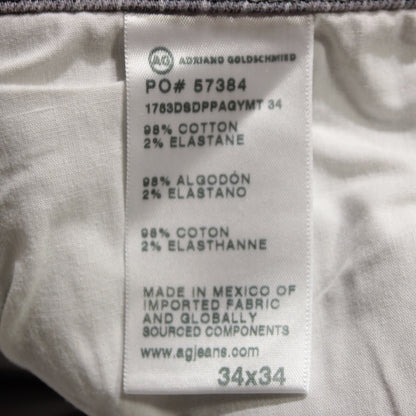 AG ADRIANO GOLDSCHMIED
PO# 57384
1763DSDPPAGYMT 34
98% COTTON
2% ELASTANE
98% ALGODÓN
2% ELASTANO
98% COTON
2% ELASTHANNE
MADE IN MEXICO OF
IMPORTED FABRIC
AND GLOBALLY
SOURCED COMPONENTS
www.agjeans.com
34x34